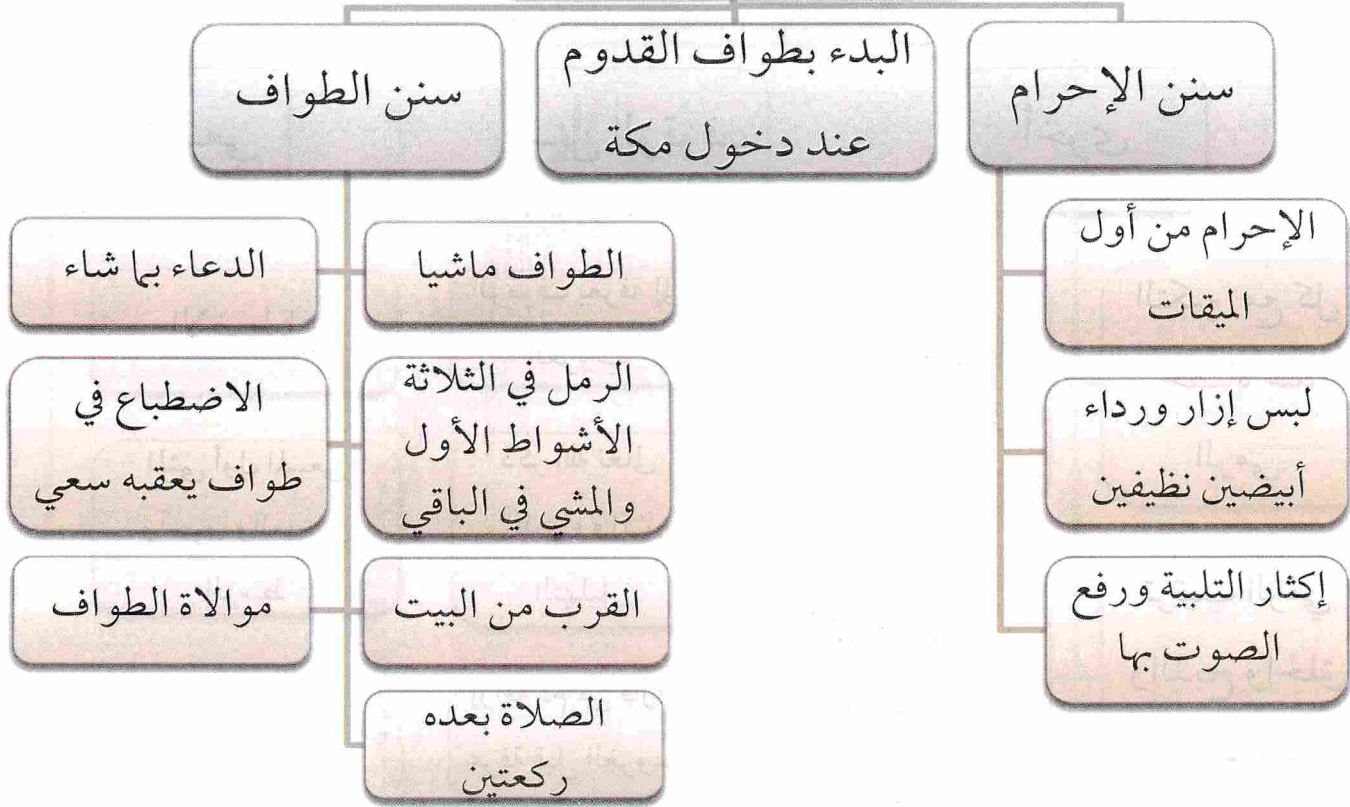 سنن الإحرام
البدء بطواف القدوم
عند دخول مكة
سنن الطواف
الإحرام من أول
الميقات
لبس إزار ورداء
أبيضين نظيفين
إكثار التلبية ورفع
الصوت بها
الطواف ماشيا
الدعاء بما شاء
الرمل في الثلاثة
الأشواط الأول
والمشي في الباقي
الاضطباع في
طواف يعقبه سعي
القرب من البيت
موالاة الطواف
الصلاة بعده
ركعتين